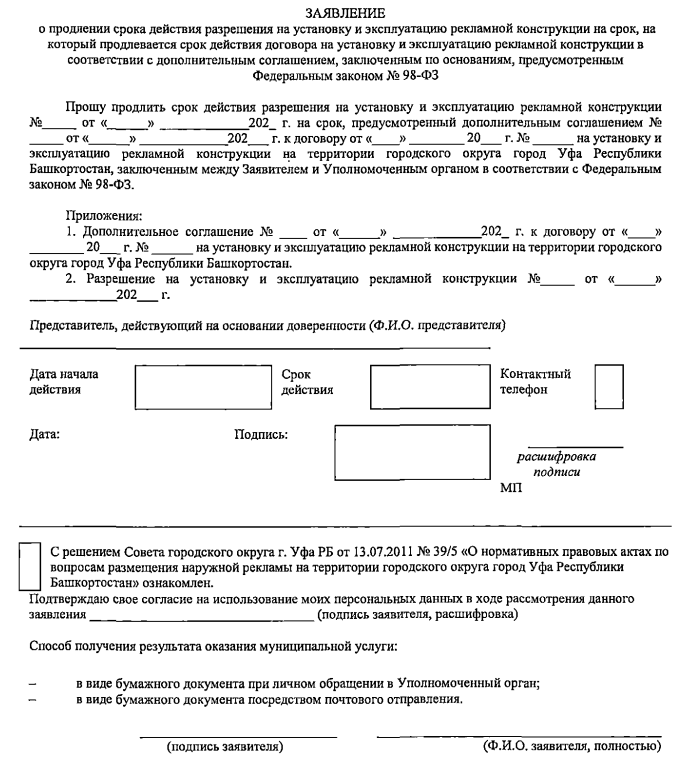 ЗАЯВЛЕНИЕ
о продлении срока действия разрешения на установку и эксплуатацию рекламной конструкции на срок, на
который продлевается срок действия договора на установку и эксплуатацию рекламной конструкции в
соответствии с дополнительным соглашением, заключенным по основаниям, предусмотренным
Федеральным законом № 98-ФЗ
Прошу продлить срок действия разрешения на установку и эксплуатацию рекламной конструкции
№_____ от «_____» _____________202_ г. на срок, предусмотренный дополнительным соглашением №
_____ от «______» _____________202___ г. к договору от «____» ________ 20___ г. № ______ на установку и
эксплуатацию рекламной конструкции на территории городского округа город Уфа Республики
Башкортостан, заключенным между Заявителем и Уполномоченным органом в соответствии с Федеральным
законом № 98-ФЗ.
Приложения:
1. Дополнительное соглашение № ____ от «______» _____________202_ г. к договору от «____»
________ 20___ г. № ______ на установку и эксплуатацию рекламной конструкции на территории городского
округа город Уфа Республики Башкортостан.
2. Разрешение на установку и эксплуатацию рекламной конструкции №_____ от «______»
_____________202___ г.
Представитель, действующий на основании доверенности (Ф.И.О. представителя)
Дата начала действия Срок действия Контактный телефон
Дата: Подпись:
расшифровка
подписи
МП
С решением Совета городского округа г. Уфа РБ от 13.07.2011 № 39/5 «О нормативных правовых актах по
вопросам размещения наружной рекламы на территории городского округа город Уфа Республики
Башкортостан» ознакомлен.
Подтверждаю свое согласие на использование моих персональных данных в ходе рассмотрения данного
заявления _________________________ (подпись заявителя, расшифровка)
Способ получения результата оказания муниципальной услуги:
– в виде бумажного документа при личном обращении в Уполномоченный орган;
– в виде бумажного документа посредством почтового отправления.
(подпись заявителя) (Ф.И.О. заявителя, полностью)